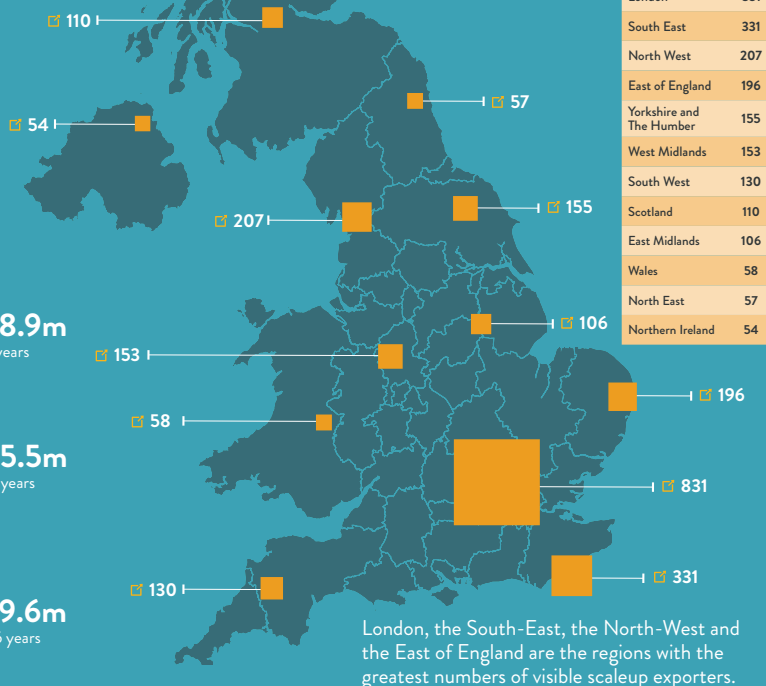 110
57
54
207
155
106
153
58
196
831
331
130
South East 331
North West 207
East of England 196
Yorkshire and
The Humber 155
West Midlands 153
South West 130
Scotland 110
East Midlands 106
Wales 58
North East 57
Northern Ireland 54
8.9m
years
5.5m
years
9.6m
years
London, the South-East, the North-West and
the East of England are the regions with the
greatest numbers of visible scaleup exporters.